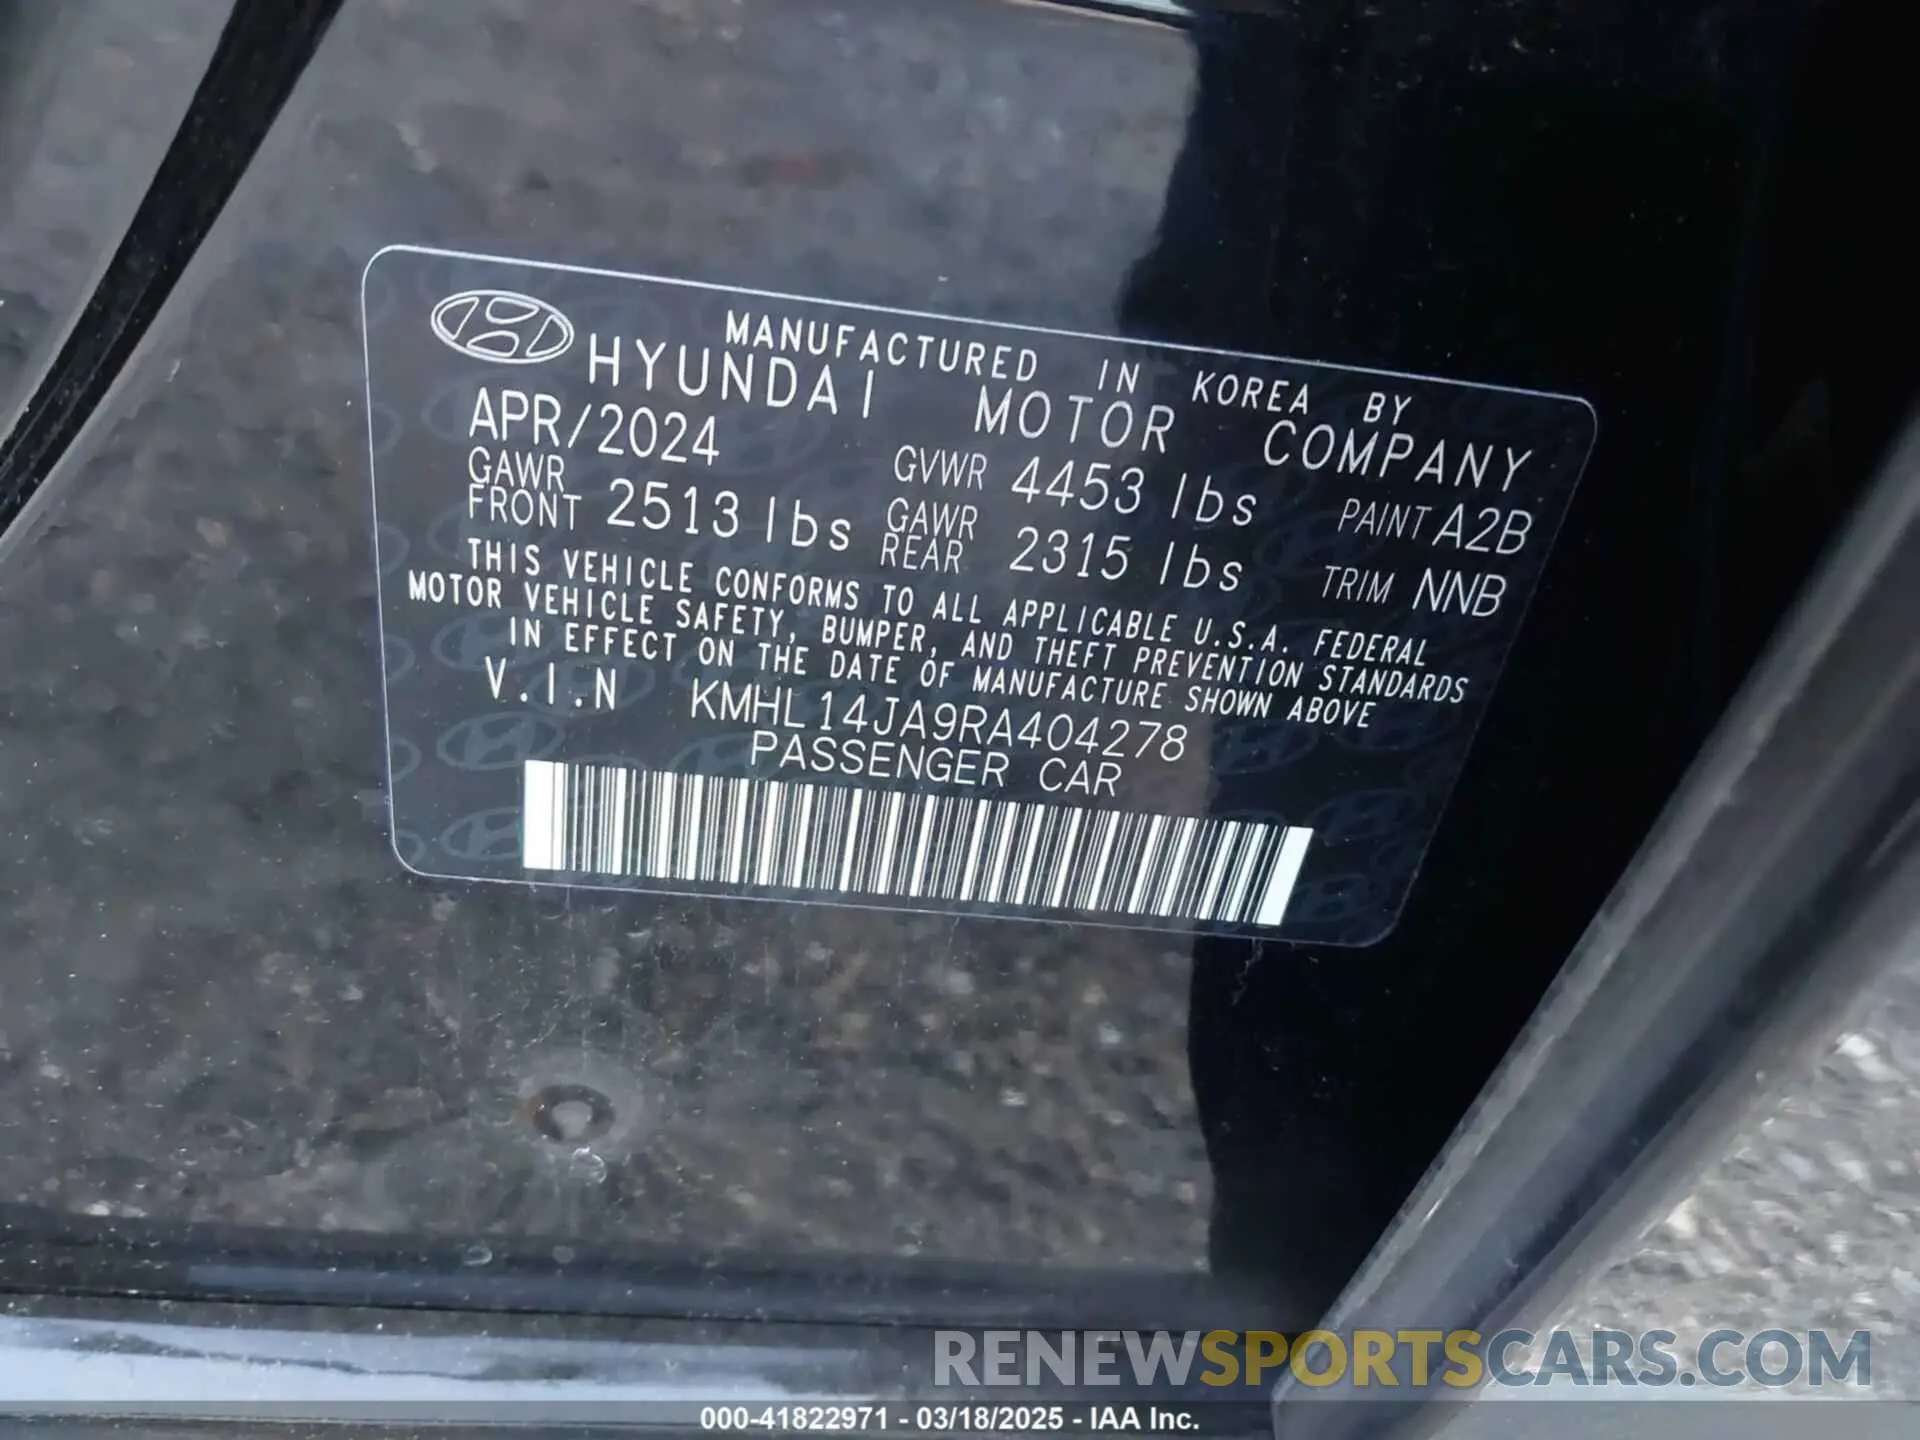 MANUFACTURED IN KOREA BY
HYUNDAI MOTOR COMPANY
APR/2024 GVWR 4453 lbs PAINT A2B
GAWR FRONT 2513 lbs GAWR REAR 2315 lbs TRIM NNB
THIS VEHICLE CONFORMS TO ALL APPLICABLE U.S.A. FEDERAL
MOTOR VEHICLE SAFETY, BUMPER, AND THEFT PREVENTION STANDARDS
IN EFFECT ON THE DATE OF MANUFACTURE SHOWN ABOVE
V.I.N KMHL14JA9RA404278
PASSENGER CAR
RENEWSPORTSCARS.COM
000-41822971 - 03/18/2025 - IAA Inc.